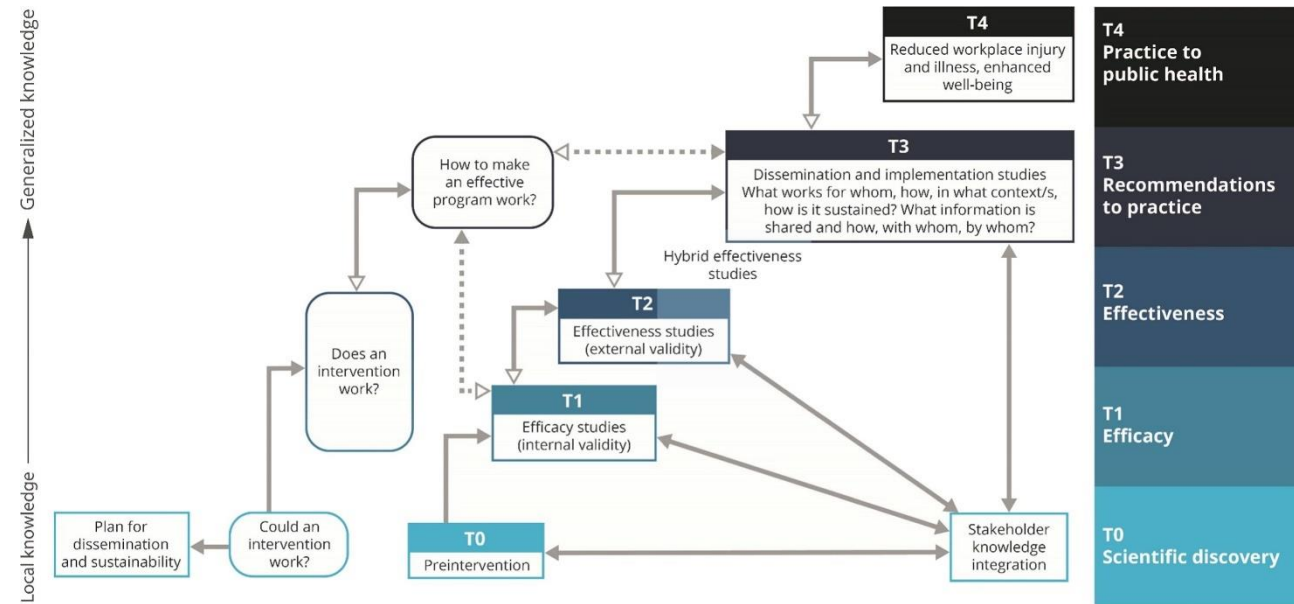 Generalized knowledge
Local knowledge
T4
Reduced workplace injury
and illness, enhanced
well-being
T3
Dissemination and implementation studies
What works for whom, how, in what context/s,
how is it sustained? What information is
shared and how, with whom, by whom?
How to make
an effective
program work?
Hybrid effectiveness
studies
T2
Effectiveness studies
(external validity)
Does an
intervention
work?
T1
Efficacy studies
(internal validity)
Plan for
dissemination
and sustainability
Could an
intervention
work?
T0
Preintervention
Stakeholder
knowledge
integration
T4
Practice to
public health
T3
Recommendations
to practice
T2
Effectiveness
T1
Efficacy
T0
Scientific discovery